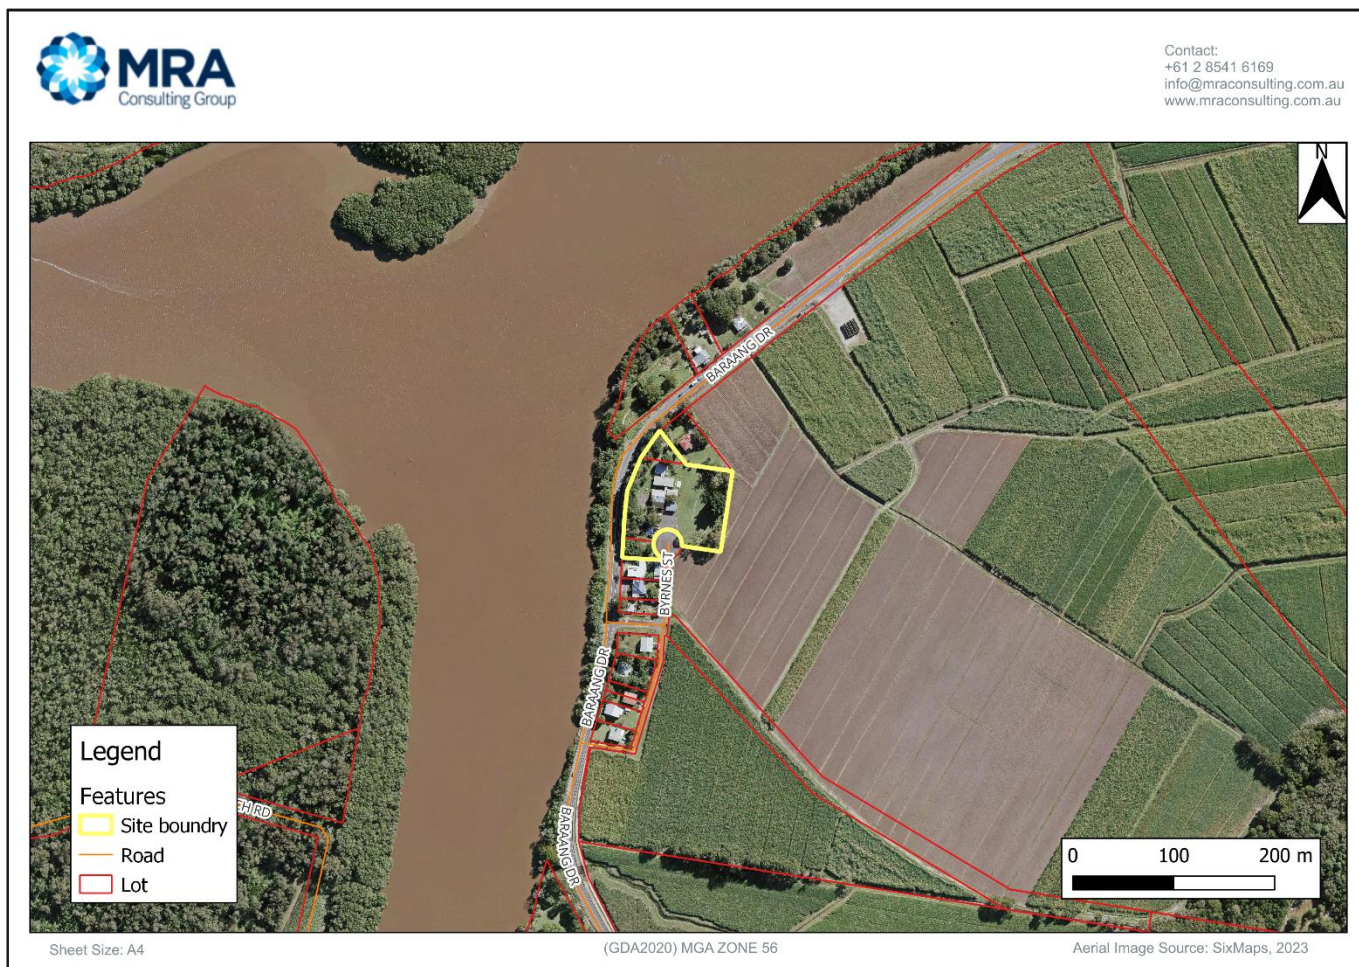 MRA
Consulting Group
Contact:
+61 2 8541 6169
info@mraconsulting.com.au
www.mraconsulting.com.au
N
BARAANG DR
BYRNES ST
BARAANG DR
BARAANG DR
Legend
Features
Site boundry
Road
Lot
EH RD
0 100 200 m
Sheet Size: A4
(GDA2020) MGA ZONE 56
Aerial Image Source: SixMaps, 2023